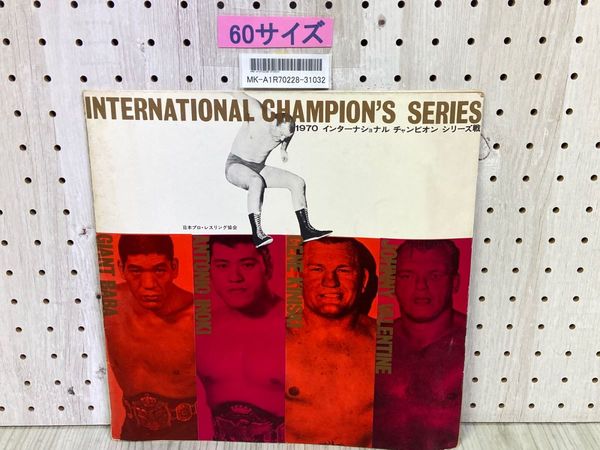 60サイズ
MK-A1R70228-31032
INTERNATIONAL CHAMPION'S SERIES
1970 インターナショナル チャンピオン シリーズ戦
日本プロ・レスリング協会
GIANT BABA
ANTONIO INOKI
GENE KINISKI
JOHNNY VALENTINE